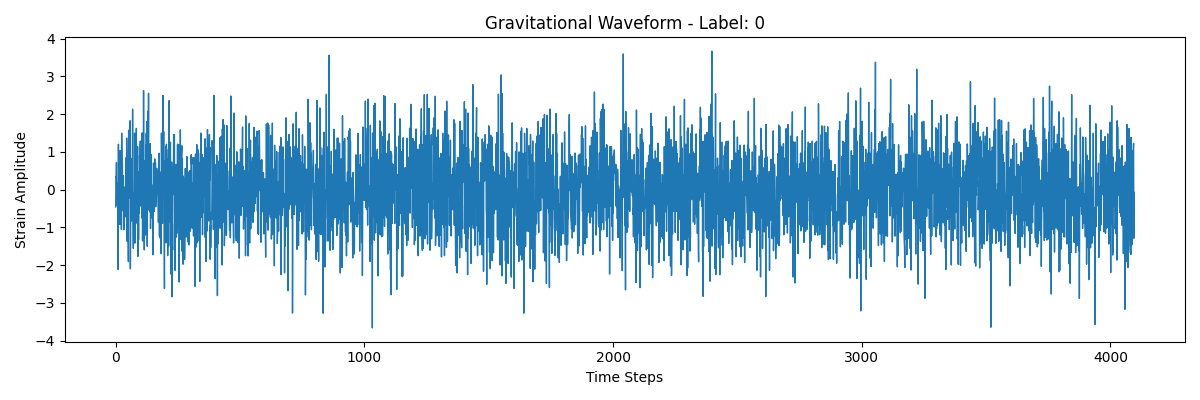 Gravitational Waveform - Label: 0
Strain Amplitude
4
3
2
1
0
−1
−2
−3
−4
0 1000 2000 3000 4000
Time Steps